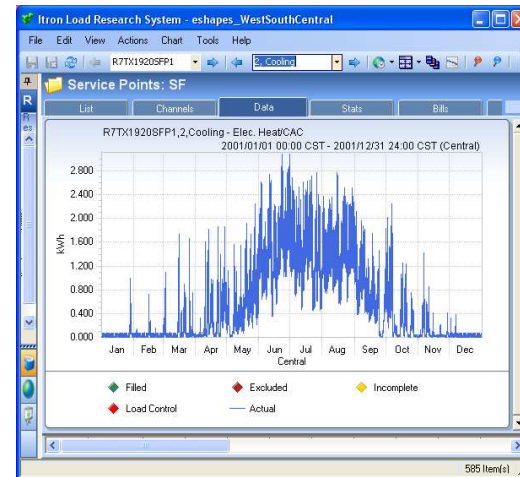 Itron Load Research System - eshapes_WestSouthCentral
File Edit View Actions Chart Tools Help
R7TX1920SFP1 2, Cooling
Service Points: SF
List Channels Data Stats Bills
R7TX1920SFP1,2,Cooling - Elec. Heat/CAC
2001/01/01 00:00 CST - 2001/12/31 24:00 CST (Central)
2.800
2.400
2.000
1.600
1.200
0.800
0.400
0.000
kWh
Jan Feb Mar Apr May Jun Jul Aug Sep Oct Nov Dec
Central
Filled Excluded Incomplete
Load Control Actual
585 Item(s)